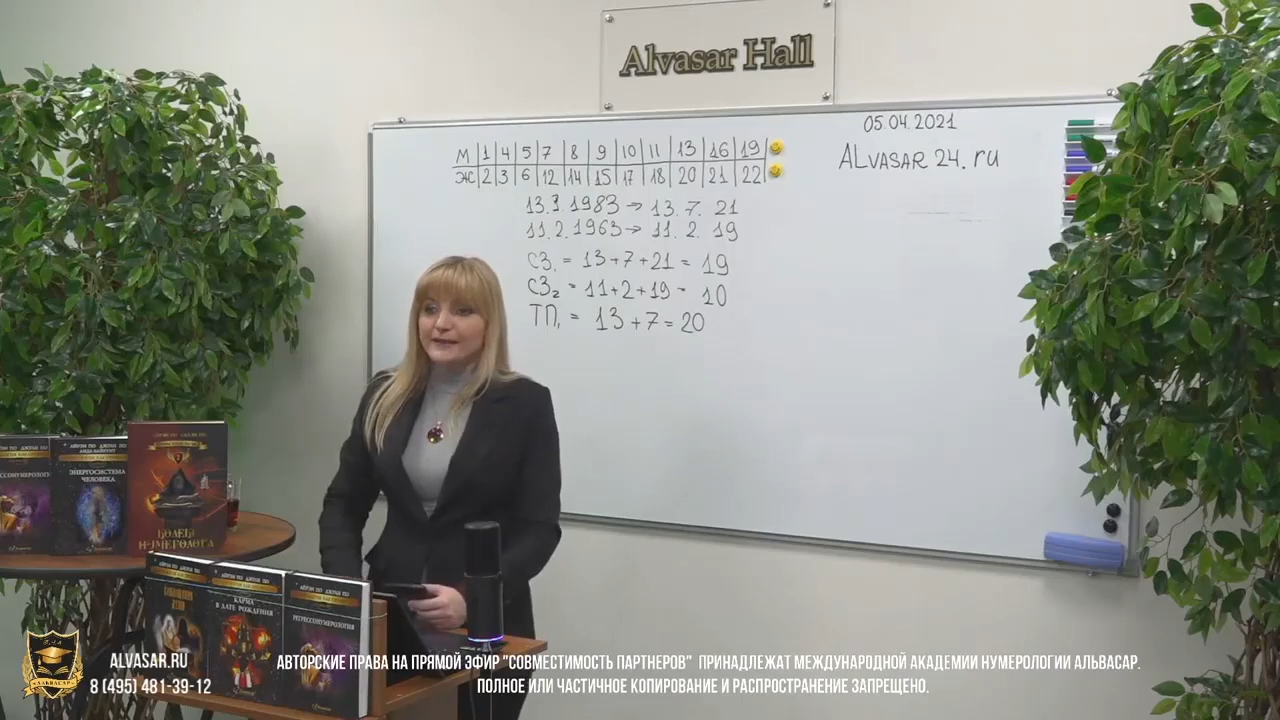 Alvasar Hall
05.04.2021
ALVASAR 24. ru
М 1 4 5 7 8 9 10 11 13 16 19
Ж 2 3 6 12 14 15 17 18 20 21 22
13. 1983 → 13. 7. 21
11. 2. 1963 → 11. 2. 19
СЗ₁ = 13+7+21 = 19
СЗ₂ = 11+2+19 = 10
ТП₁ = 13+7=20
ЭНЕРГОСИСТЕМА
ЧЕЛОВЕКА
НУМЕРОЛОГА
КАРМА
В ДАТЕ РОЖДЕНИЯ
РЕГРЕССОНУМЕРОЛОГИЯ
АЛЬВАСАР
ALVASAR.RU
8 (495) 481-39-12
АВТОРСКИЕ ПРАВА НА ПРЯМОЙ ЭФИР "СОВМЕСТИМОСТЬ ПАРТНЕРОВ" ПРИНАДЛЕЖАТ МЕЖДУНАРОДНОЙ АКАДЕМИИ НУМЕРОЛОГИИ АЛЬВАСАР.
ПОЛНОЕ ИЛИ ЧАСТИЧНОЕ КОПИРОВАНИЕ И РАСПРОСТРАНЕНИЕ ЗАПРЕЩЕНО.